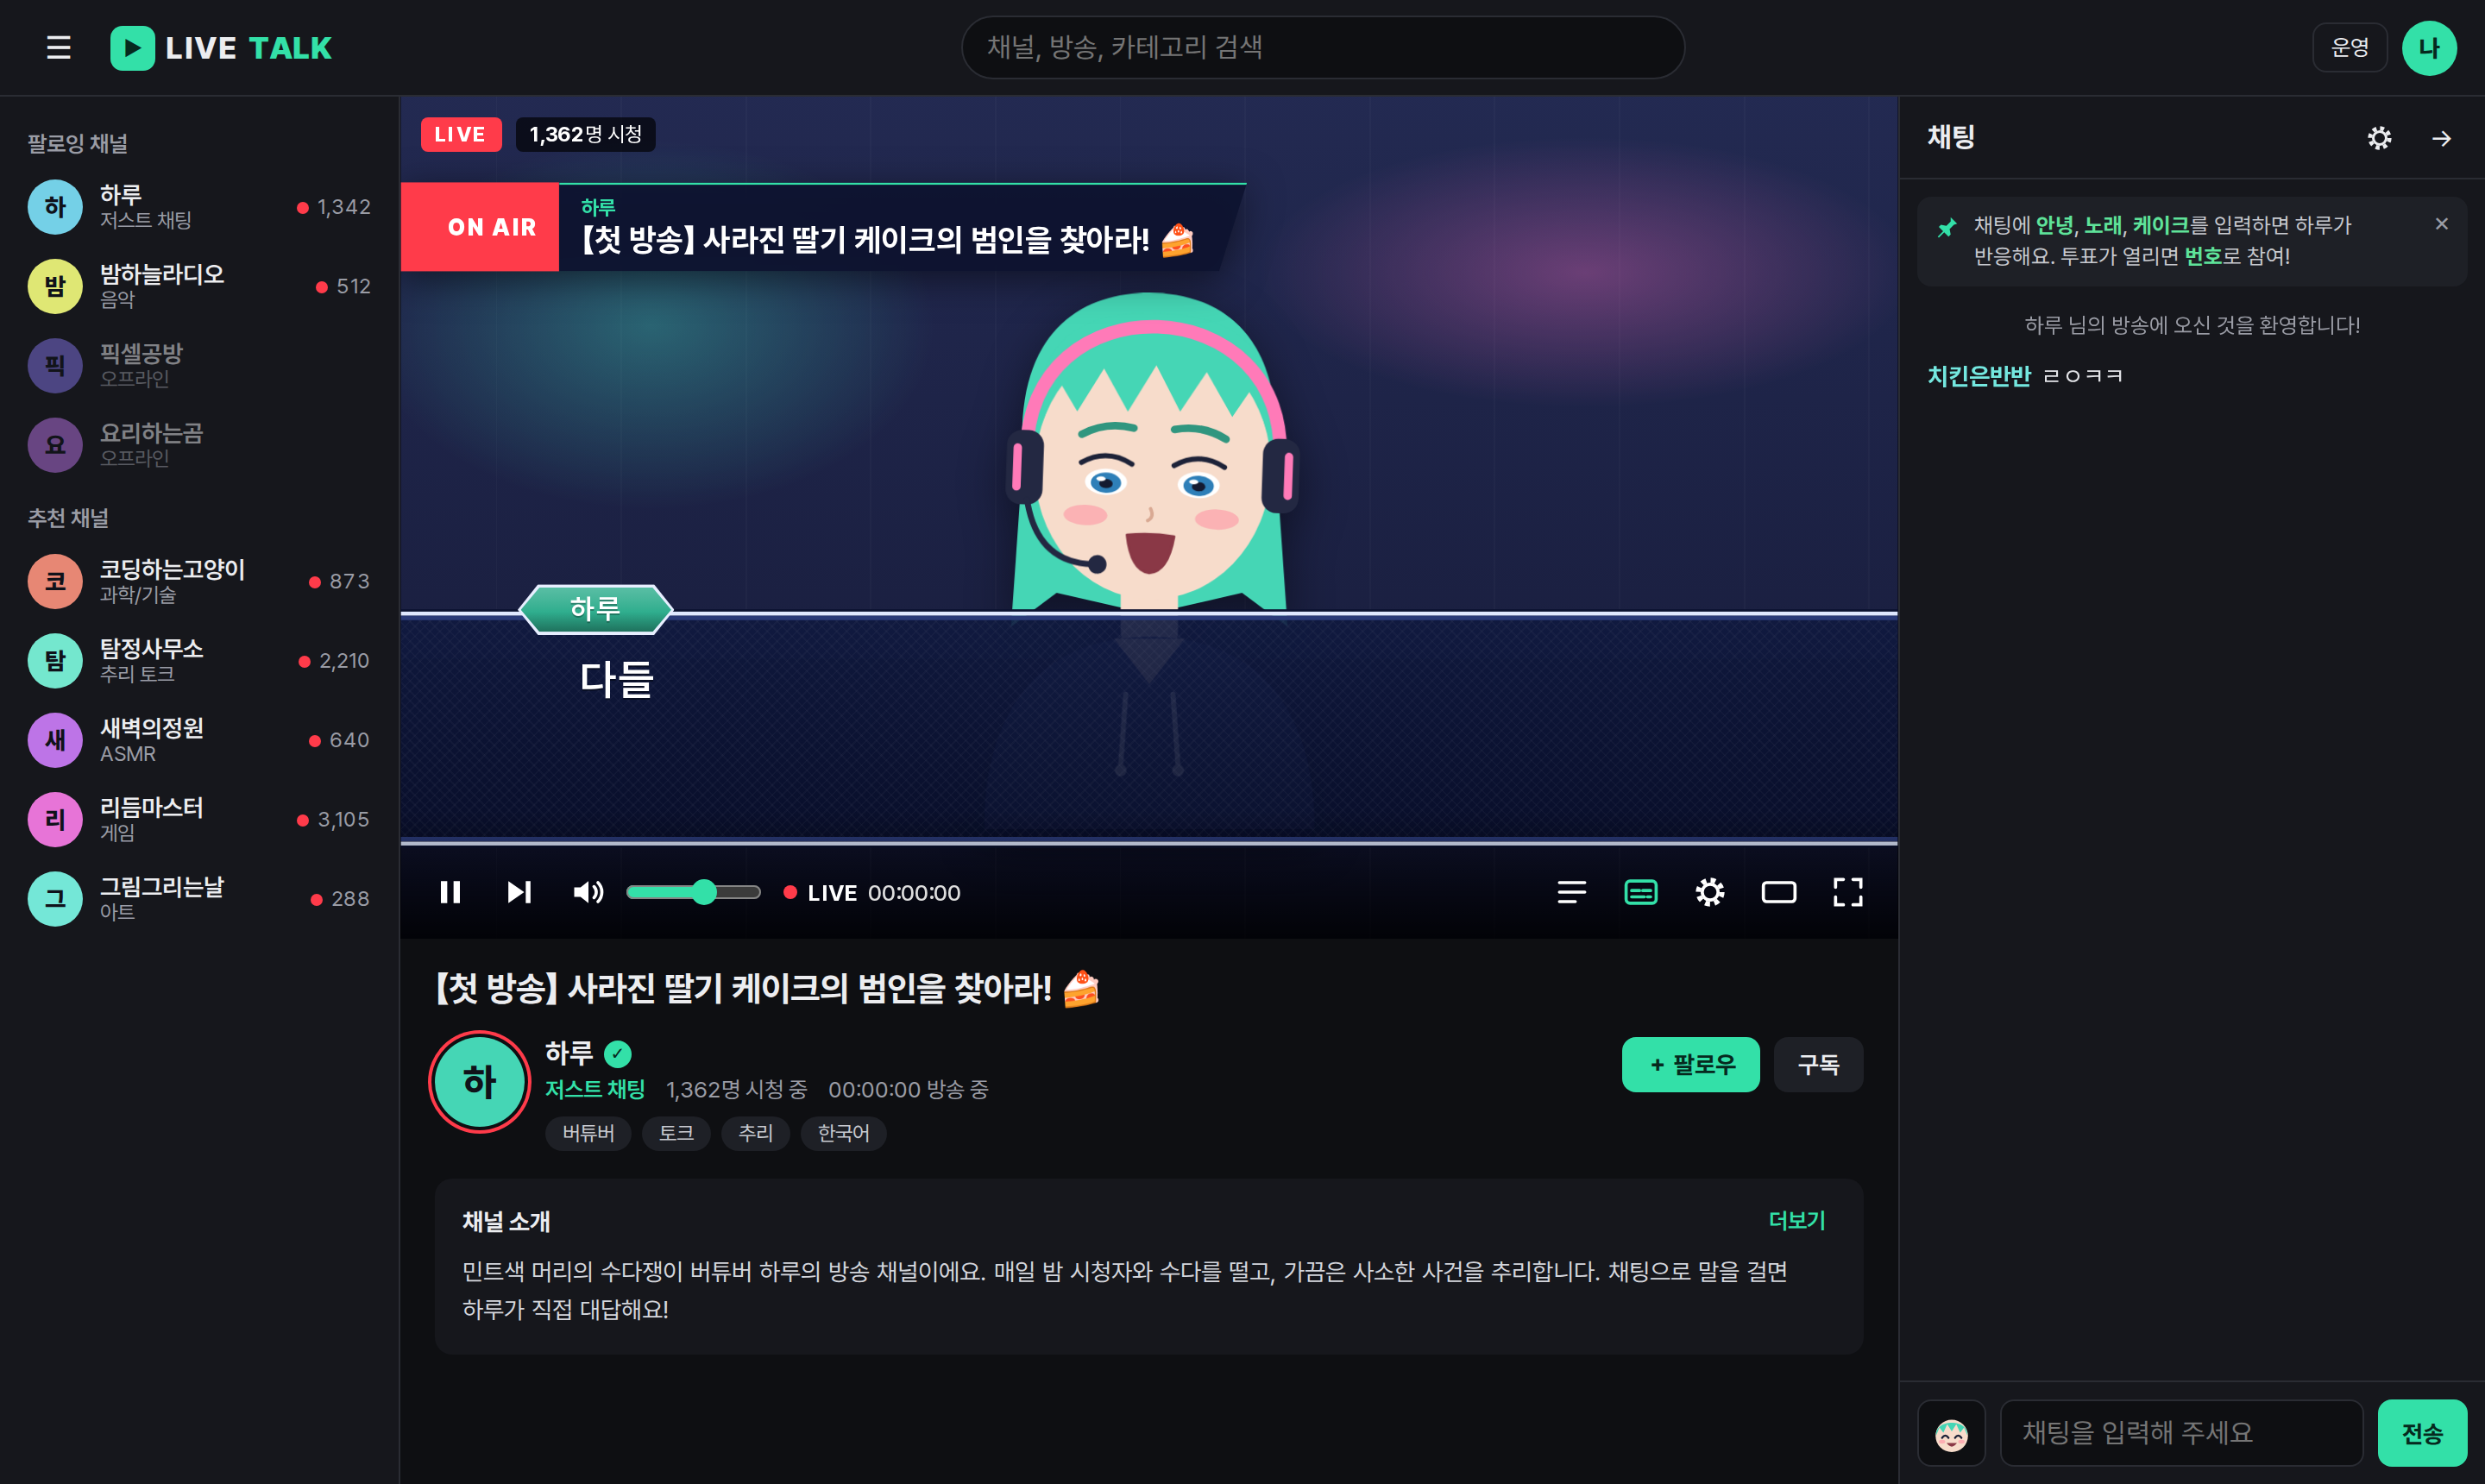 LIVE TALK
채널, 방송, 카테고리 검색
운영
나
팔로잉 채널
하
하루
저스트 채팅
1,342
밤
밤하늘라디오
음악
512
픽
픽셀공방
오프라인
요
요리하는곰
오프라인
추천 채널
코
코딩하는고양이
과학/기술
873
탐
탐정사무소
추리 토크
2,210
새
새벽의정원
ASMR
640
리
리듬마스터
게임
3,105
그
그림그리는날
아트
288
LIVE
1,362명 시청
ON AIR
하루
【첫 방송】 사라진 딸기 케이크의 범인을 찾아라! 🍰
하루
다들
LIVE 00:00:00
【첫 방송】 사라진 딸기 케이크의 범인을 찾아라! 🍰
하
하루 ✓
저스트 채팅 1,362명 시청 중 00:00:00 방송 중
버튜버 토크 추리 한국어
+ 팔로우
구독
채널 소개
더보기
민트색 머리의 수다쟁이 버튜버 하루의 방송 채널이에요. 매일 밤 시청자와 수다를 떨고, 가끔은 사소한 사건을 추리합니다. 채팅으로 말을 걸면
하루가 직접 대답해요!
채팅
채팅에 안녕, 노래, 케이크를 입력하면 하루가
반응해요. 투표가 열리면 번호로 참여!
하루 님의 방송에 오신 것을 환영합니다!
치킨은반반 ㄹㅇㅋㅋ
채팅을 입력해 주세요
전송